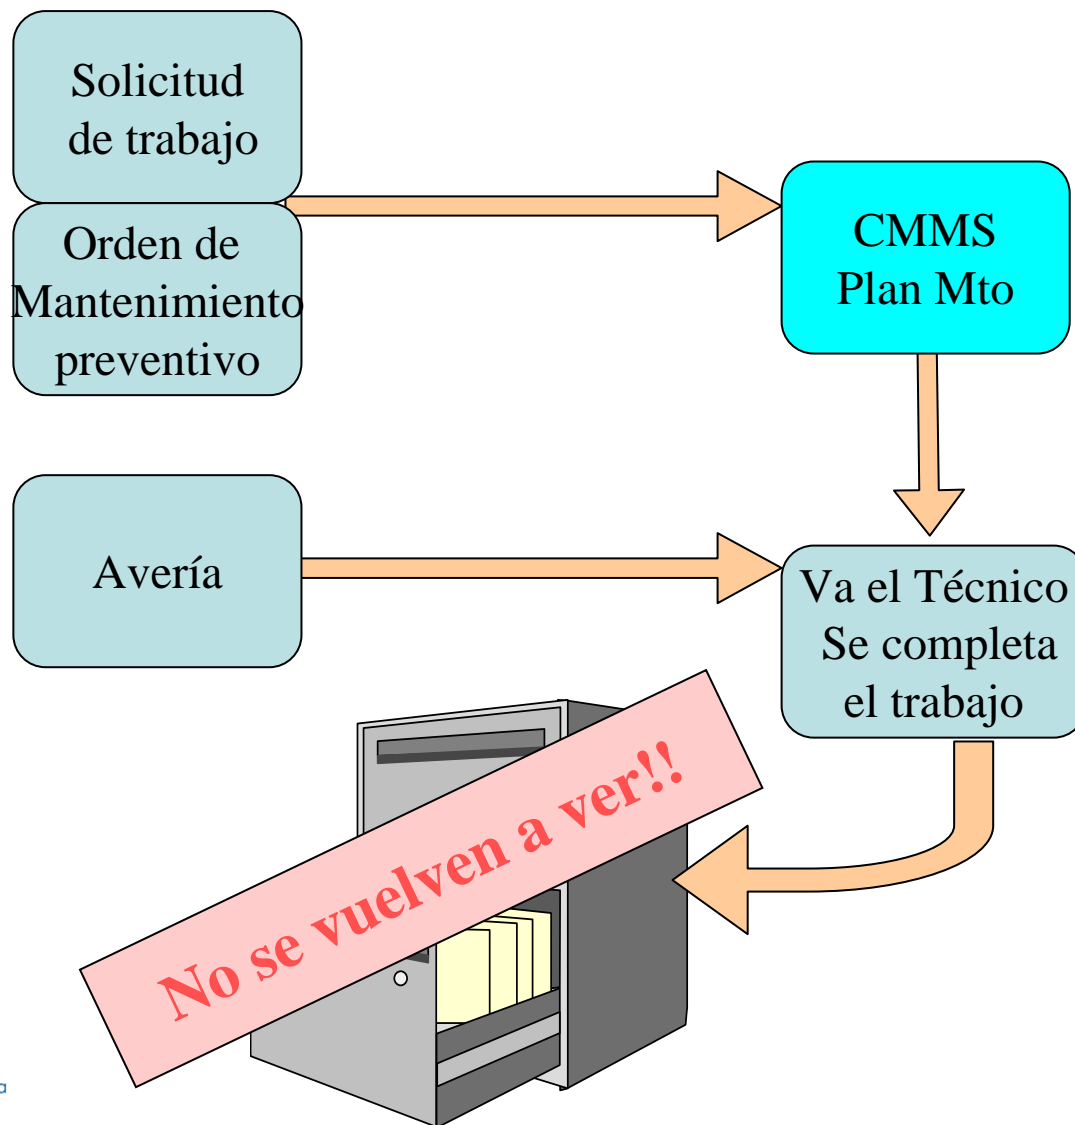 Solicitud
de trabajo
Orden de
Mantenimiento
preventivo
CMMS
Plan Mto
Avería
Va el Técnico
Se completa
el trabajo
No se vuelven a ver!!
a